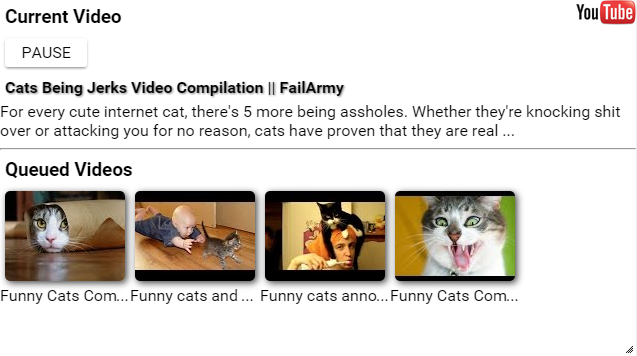 Current Video
YouTube
PAUSE
Cats Being Jerks Video Compilation || FailArmy
For every cute internet cat, there's 5 more being assholes. Whether they're knocking shit
over or attacking you for no reason, cats have proven that they are real ...
Queued Videos
Funny Cats Com...
Funny cats and ...
Funny cats anno...
Funny Cats Com...